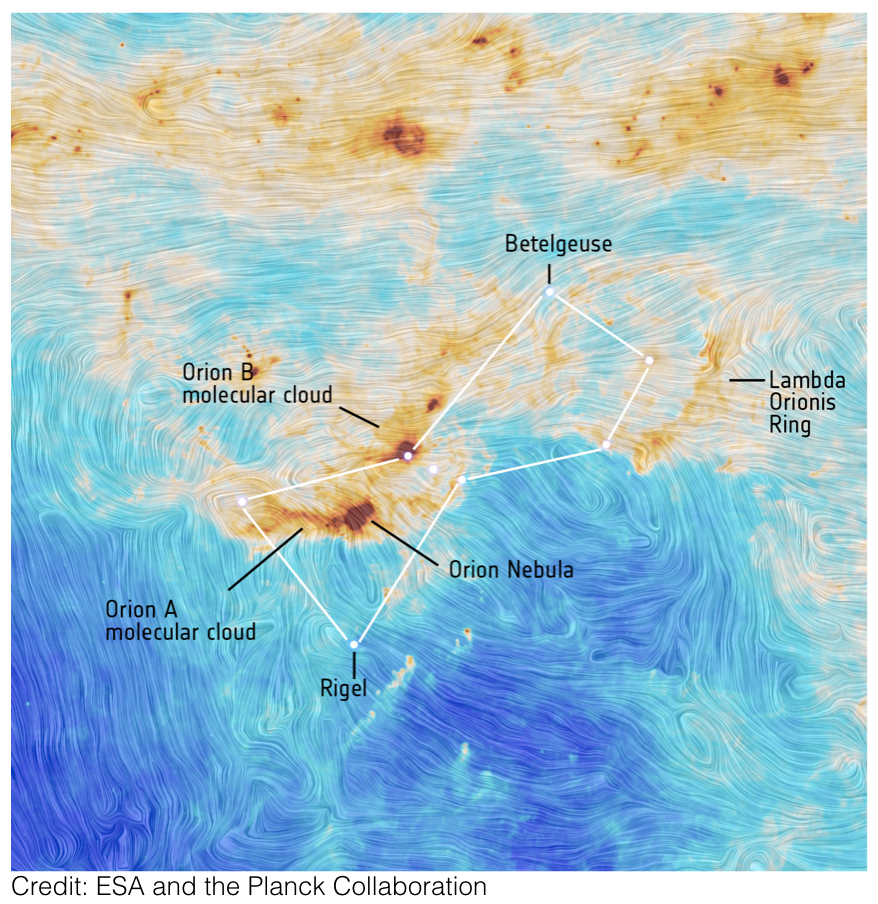 Betelgeuse
Orion B
molecular cloud
Lambda
Orionis
Ring
Orion Nebula
Orion A
molecular cloud
Rigel
Credit: ESA and the Planck Collaboration